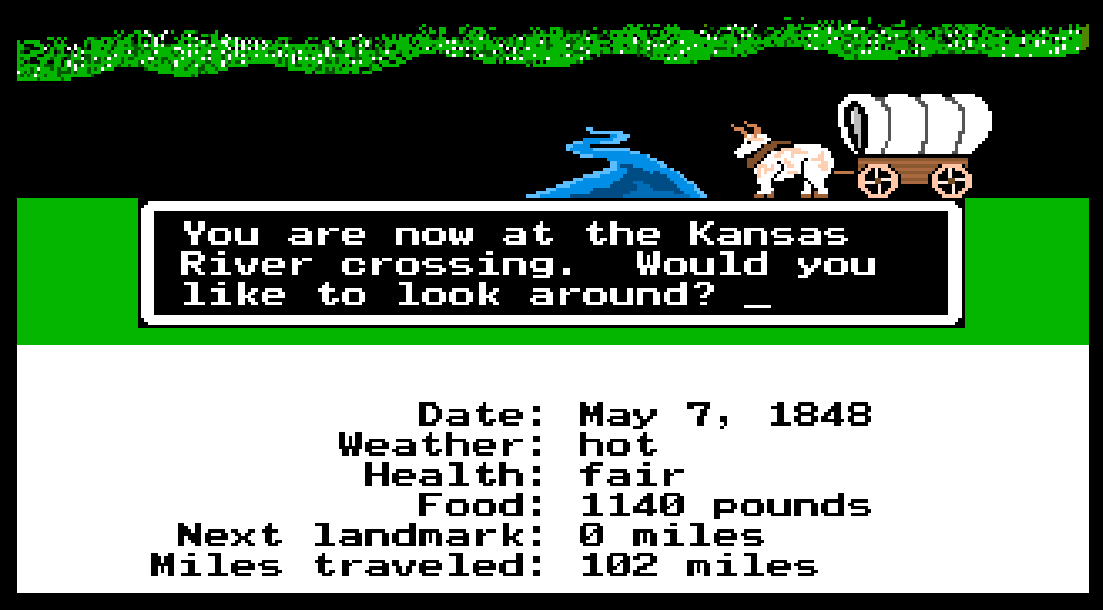 You are now at the Kansas
River crossing.  Would you
like to look around? _
Date: May 7, 1848
Weather: hot
Health: fair
Food: 1140 pounds
Next landmark: 0 miles
Miles traveled: 102 miles